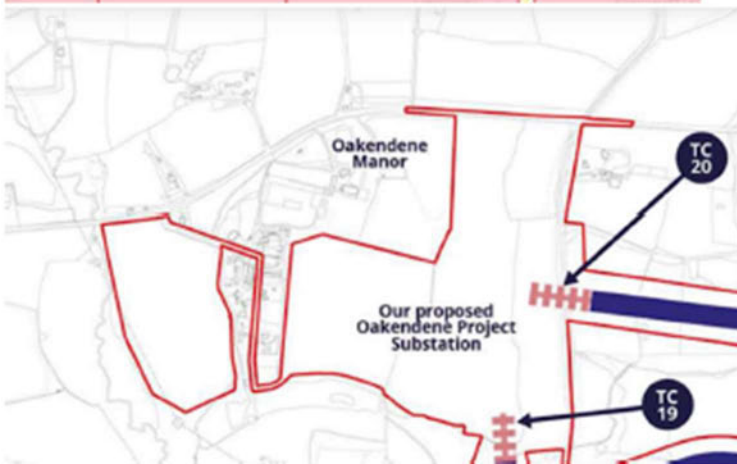 Oakendene
Manor
TC
20
Our proposed
Oakendene Project
Substation
TC
19